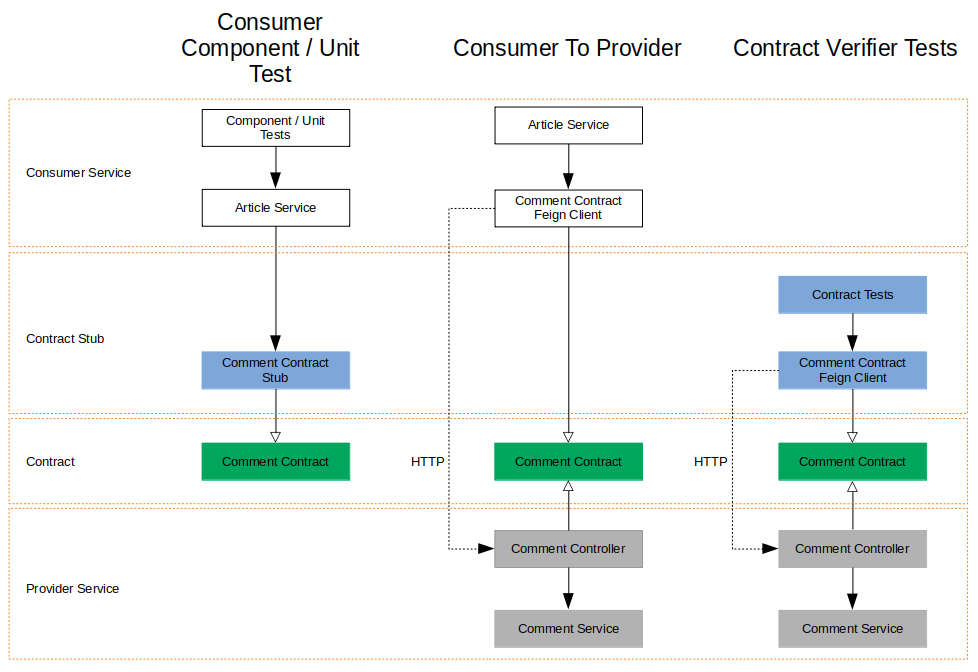 Consumer
Component / Unit
Test
Consumer To Provider
Contract Verifier Tests
Consumer Service
Component / Unit
Tests
Article Service
Article Service
Comment Contract
Feign Client
Contract Stub
Comment Contract
Stub
Contract Tests
Comment Contract
Feign Client
Contract
Comment Contract
HTTP
Comment Contract
HTTP
Comment Contract
Provider Service
Comment Controller
Comment Service
Comment Controller
Comment Service